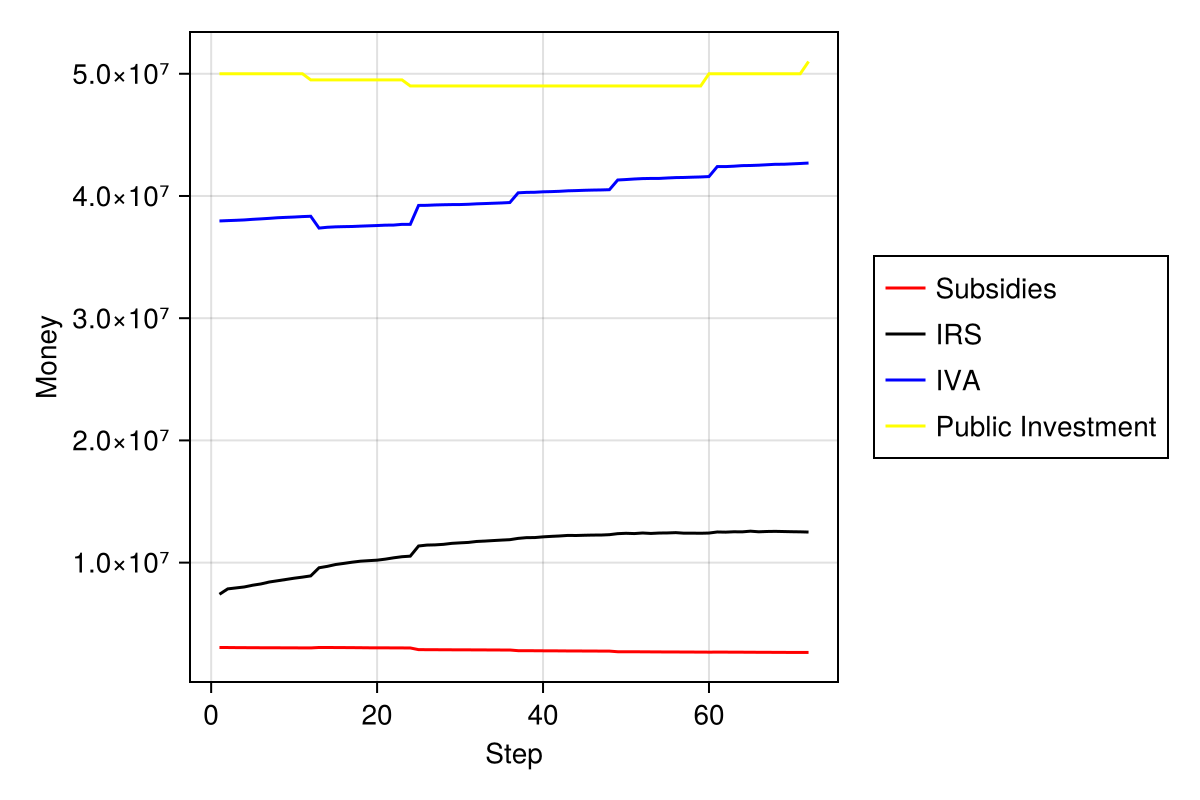 5.0×10⁷
4.0×10⁷
3.0×10⁷
2.0×10⁷
1.0×10⁷
Money
0 20 40 60
Step
Subsidies
IRS
IVA
Public Investment